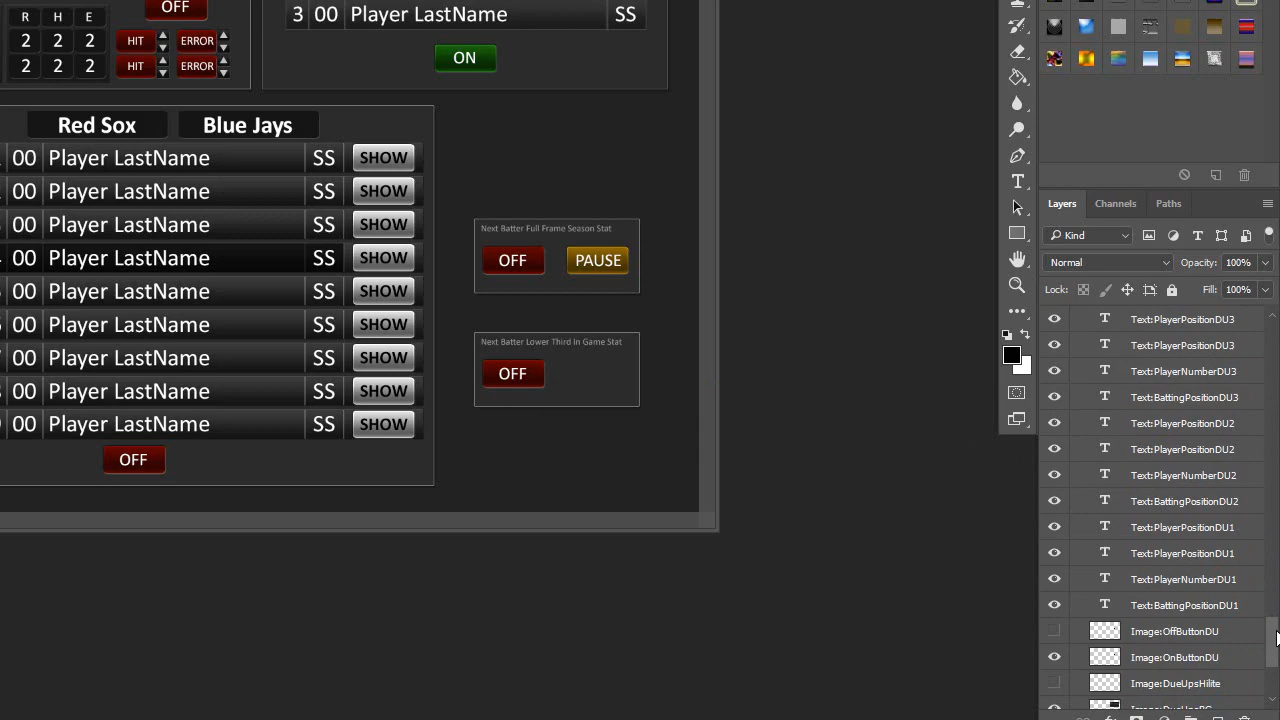 R H E
OFF
2 2 2 HIT ERROR
2 2 2 HIT ERROR
3 00 Player LastName SS
ON
Red Sox Blue Jays
00 Player LastName SS SHOW
00 Player LastName SS SHOW
00 Player LastName SS SHOW
00 Player LastName SS SHOW
00 Player LastName SS SHOW
00 Player LastName SS SHOW
00 Player LastName SS SHOW
00 Player LastName SS SHOW
00 Player LastName SS SHOW
OFF
Next Batter Full Frame Season Stat
OFF PAUSE
Next Batter Lower Third In Game Stat
OFF
Layers Channels Paths
Kind
Normal Opacity: 100%
Lock: Fill: 100%
Text:PlayerPositionDU3
Text:PlayerPositionDU3
Text:PlayerNumberDU3
Text:BattingPositionDU3
Text:PlayerPositionDU2
Text:PlayerPositionDU2
Text:PlayerNumberDU2
Text:BattingPositionDU2
Text:PlayerPositionDU1
Text:PlayerPositionDU1
Text:PlayerNumberDU1
Text:BattingPositionDU1
Image:OffButtonDU
Image:OnButtonDU
Image:DueUpsHilite